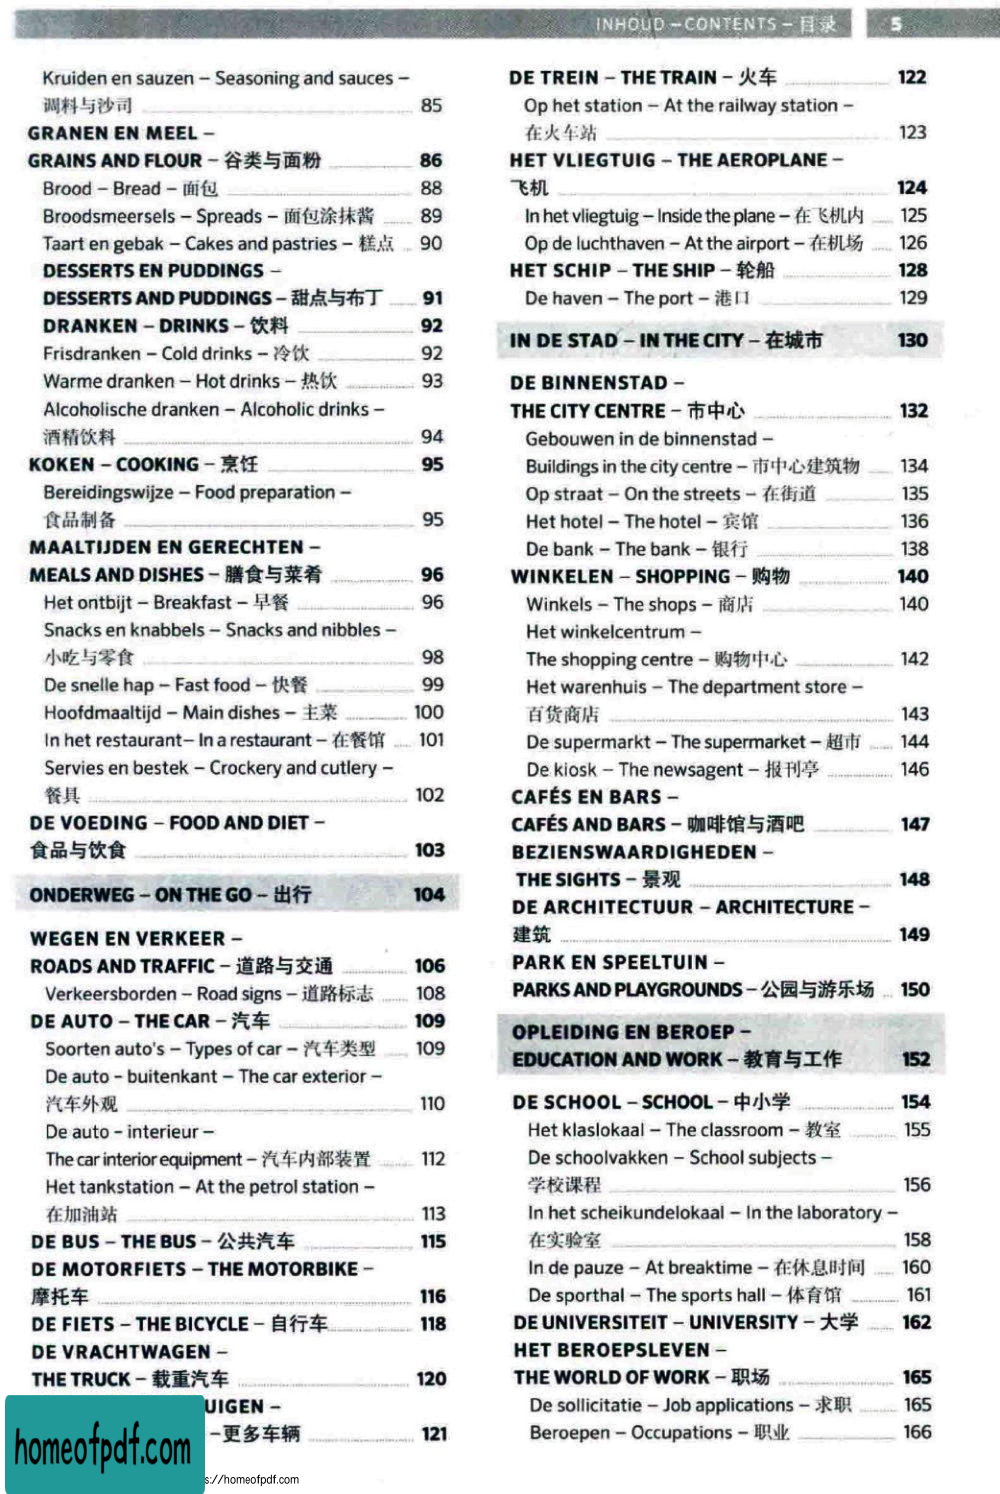 INHOUD – CONTENTS – 目录 5
Kruiden en sauzen – Seasoning and sauces –
调料与沙司 85
GRANEN EN MEEL –
GRAINS AND FLOUR – 谷类与面粉 86
Brood – Bread – 面包 88
Broodsmeersels – Spreads – 面包涂抹酱 89
Taart en gebak – Cakes and pastries – 糕点 90
DESSERTS EN PUDDINGS –
DESSERTS AND PUDDINGS – 甜点与布丁 91
DRANKEN – DRINKS – 饮料 92
Frisdranken – Cold drinks – 冷饮 92
Warme dranken – Hot drinks – 热饮 93
Alcoholische dranken – Alcoholic drinks –
酒精饮料 94
KOKEN – COOKING – 烹饪 95
Bereidingswijze – Food preparation –
食品制备 95
MAALTIJDEN EN GERECHTEN –
MEALS AND DISHES – 膳食与菜肴 96
Het ontbijt – Breakfast – 早餐 96
Snacks en knabbels – Snacks and nibbles –
小吃与零食 98
De snelle hap – Fast food – 快餐 99
Hoofdmaaltijd – Main dishes – 主菜 100
In het restaurant– In a restaurant – 在餐馆 101
Servies en bestek – Crockery and cutlery –
餐具 102
DE VOEDING – FOOD AND DIET –
食品与饮食 103
ONDERWEG – ON THE GO – 出行 104
WEGEN EN VERKEER –
ROADS AND TRAFFIC – 道路与交通 106
Verkeersborden – Road signs – 道路标志 108
DE AUTO – THE CAR – 汽车 109
Soorten auto's – Types of car – 汽车类型 109
De auto - buitenkant – The car exterior –
汽车外观 110
De auto - interieur –
The car interior equipment – 汽车内部装置 112
Het tankstation – At the petrol station –
在加油站 113
DE BUS – THE BUS – 公共汽车 115
DE MOTORFIETS – THE MOTORBIKE –
摩托车 116
DE FIETS – THE BICYCLE – 自行车 118
DE VRACHTWAGEN –
THE TRUCK – 载重汽车 120
UIGEN –
–更多车辆 121
DE TREIN – THE TRAIN – 火车 122
Op het station – At the railway station –
在火车站 123
HET VLIEGTUIG – THE AEROPLANE –
飞机 124
In het vliegtuig – Inside the plane – 在飞机内 125
Op de luchthaven – At the airport – 在机场 126
HET SCHIP – THE SHIP – 轮船 128
De haven – The port – 港口 129
IN DE STAD – IN THE CITY – 在城市 130
DE BINNENSTAD –
THE CITY CENTRE – 市中心 132
Gebouwen in de binnenstad –
Buildings in the city centre – 市中心建筑物 134
Op straat – On the streets – 在街道 135
Het hotel – The hotel – 宾馆 136
De bank – The bank – 银行 138
WINKELEN – SHOPPING – 购物 140
Winkels – The shops – 商店 140
Het winkelcentrum –
The shopping centre – 购物中心 142
Het warenhuis – The department store –
百货商店 143
De supermarkt – The supermarket – 超市 144
De kiosk – The newsagent – 报刊亭 146
CAFÉS EN BARS –
CAFÉS AND BARS – 咖啡馆与酒吧 147
BEZIENSWAARDIGHEDEN –
THE SIGHTS – 景观 148
DE ARCHITECTUUR – ARCHITECTURE –
建筑 149
PARK EN SPEELTUIN –
PARKS AND PLAYGROUNDS – 公园与游乐场 150
OPLEIDING EN BEROEP –
EDUCATION AND WORK – 教育与工作 152
DE SCHOOL – SCHOOL – 中小学 154
Het klaslokaal – The classroom – 教室 155
De schoolvakken – School subjects –
学校课程 156
In het scheikundelokaal – In the laboratory –
在实验室 158
In de pauze – At breaktime – 在休息时间 160
De sporthal – The sports hall – 体育馆 161
DE UNIVERSITEIT – UNIVERSITY – 大学 162
HET BEROEPSLEVEN –
THE WORLD OF WORK – 职场 165
De sollicitatie – Job applications – 求职 165
Beroepen – Occupations – 职业 166
homeofpdf.com
s://homeofpdf.com